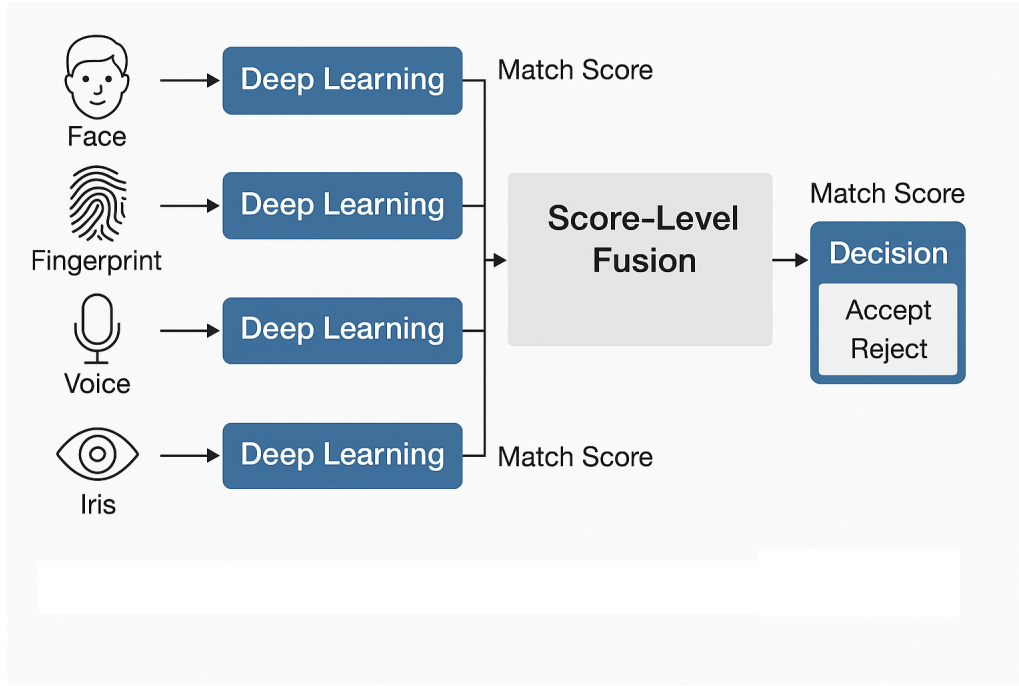 Deep Learning
Match Score
Face
Deep Learning
Fingerprint
Deep Learning
Voice
Deep Learning
Match Score
Iris
Score-Level
Fusion
Match Score
Decision
Accept
Reject